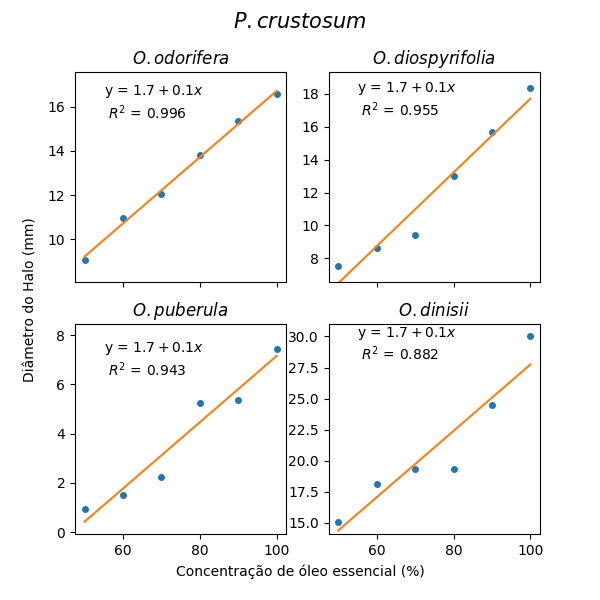 P. crustosum
O. odorifera
O. diospyrifolia
y = 1.7 + 0.1x
R² = 0.996
16
14
12
10
y = 1.7 + 0.1x
R² = 0.955
18
16
14
12
10
8
Diâmetro do Halo (mm)
O. puberula
O. dinisii
y = 1.7 + 0.1x
R² = 0.943
8
6
4
2
0
60 80 100
y = 1.7 + 0.1x
R² = 0.882
30.0
27.5
25.0
22.5
20.0
17.5
15.0
60 80 100
Concentração de óleo essencial (%)